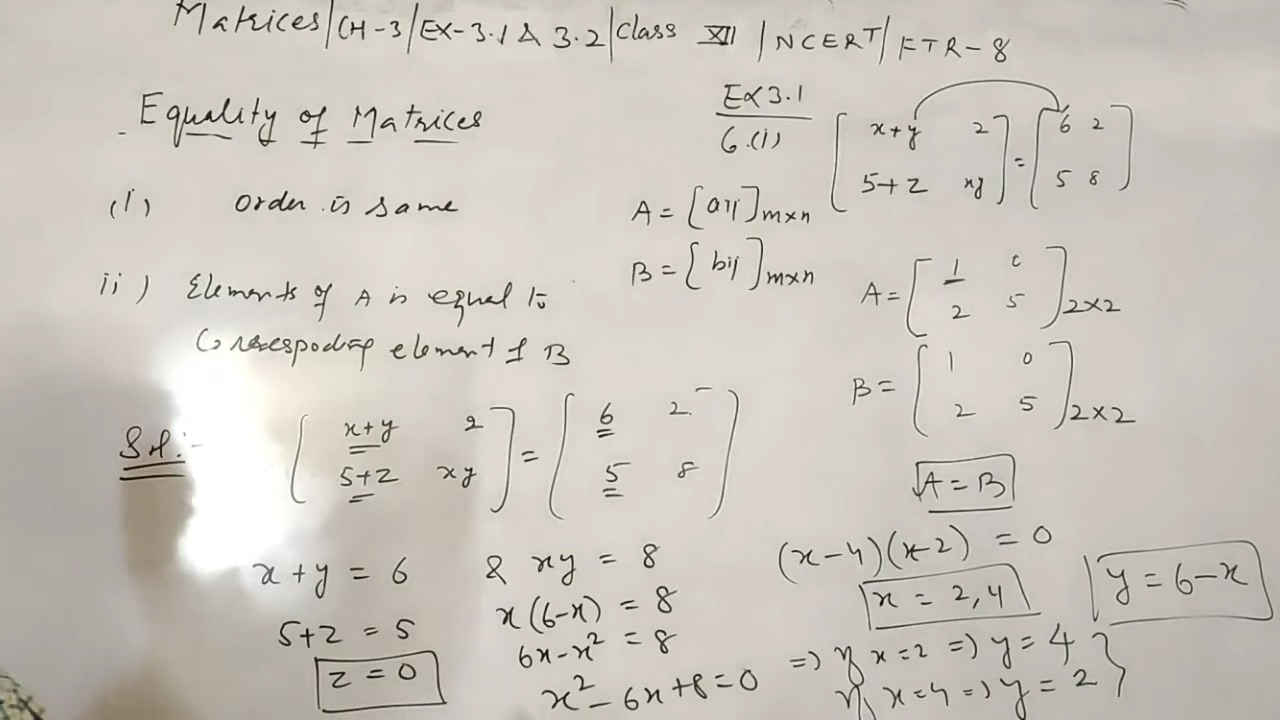 Matrices/CH-3/EX-3.1 & 3.2/Class XII/NCERT/FTR-8
Equality of Matrices
(i) order is same
ii) Elements of A is equal to
Correspoding element of B
Ex 3.1
6.(i) [ x+y 2 ] = [ 6 2 ]
[ 5+z xy ] [ 5 8 ]
A = [aij]m×n
B = [bij]m×n
A = [ 1 0 ]
[ 2 5 ]2×2
B = [ 1 0 ]
[ 2 5 ]2×2
A = B
Sol:-
[ x+y 2 ] = [ 6 2 ]
[ 5+z xy ] [ 5 8 ]
x+y = 6 & xy = 8
5+z = 5
z = 0
x(6-x) = 8
6x-x² = 8
x²-6x+8=0
(x-4)(x-2) = 0
x = 2,4
y = 6-x
=) If x=2 =) y=4
If x=4 =) y=2 }